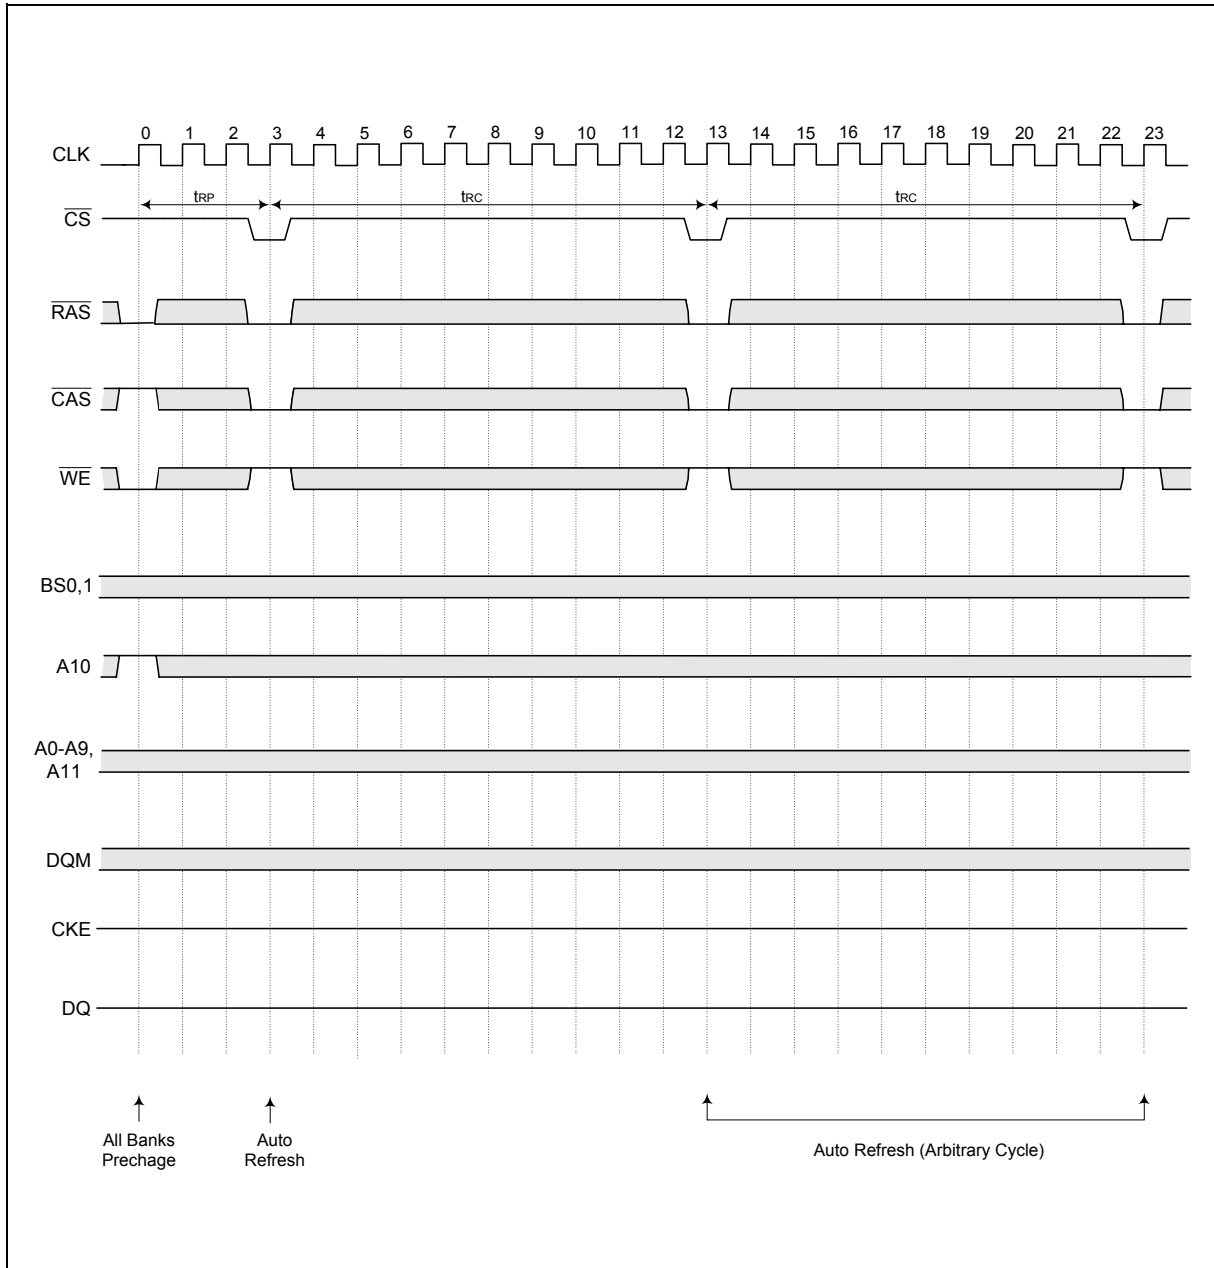 0 1 2 3 4 5 6 7 8 9 10 11 12 13 14 15 16 17 18 19 20 21 22 23
CLK
tRP tRC tRC
CS
RAS
CAS
WE
BS0,1
A10
A0-A9,
A11
DQM
CKE
DQ
All Banks
Prechage
Auto
Refresh
Auto Refresh (Arbitrary Cycle)